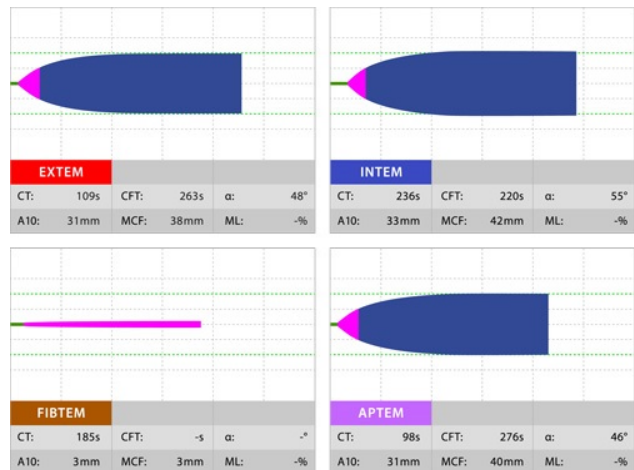 EXTEM
CT: 109s CFT: 263s α: 48°
A10: 31mm MCF: 38mm ML: -%
INTEM
CT: 236s CFT: 220s α: 55°
A10: 33mm MCF: 42mm ML: -%
FIBTEM
CT: 185s CFT: -s α: -°
A10: 3mm MCF: 3mm ML: -%
APTEM
CT: 98s CFT: 276s α: 46°
A10: 31mm MCF: 40mm ML: -%